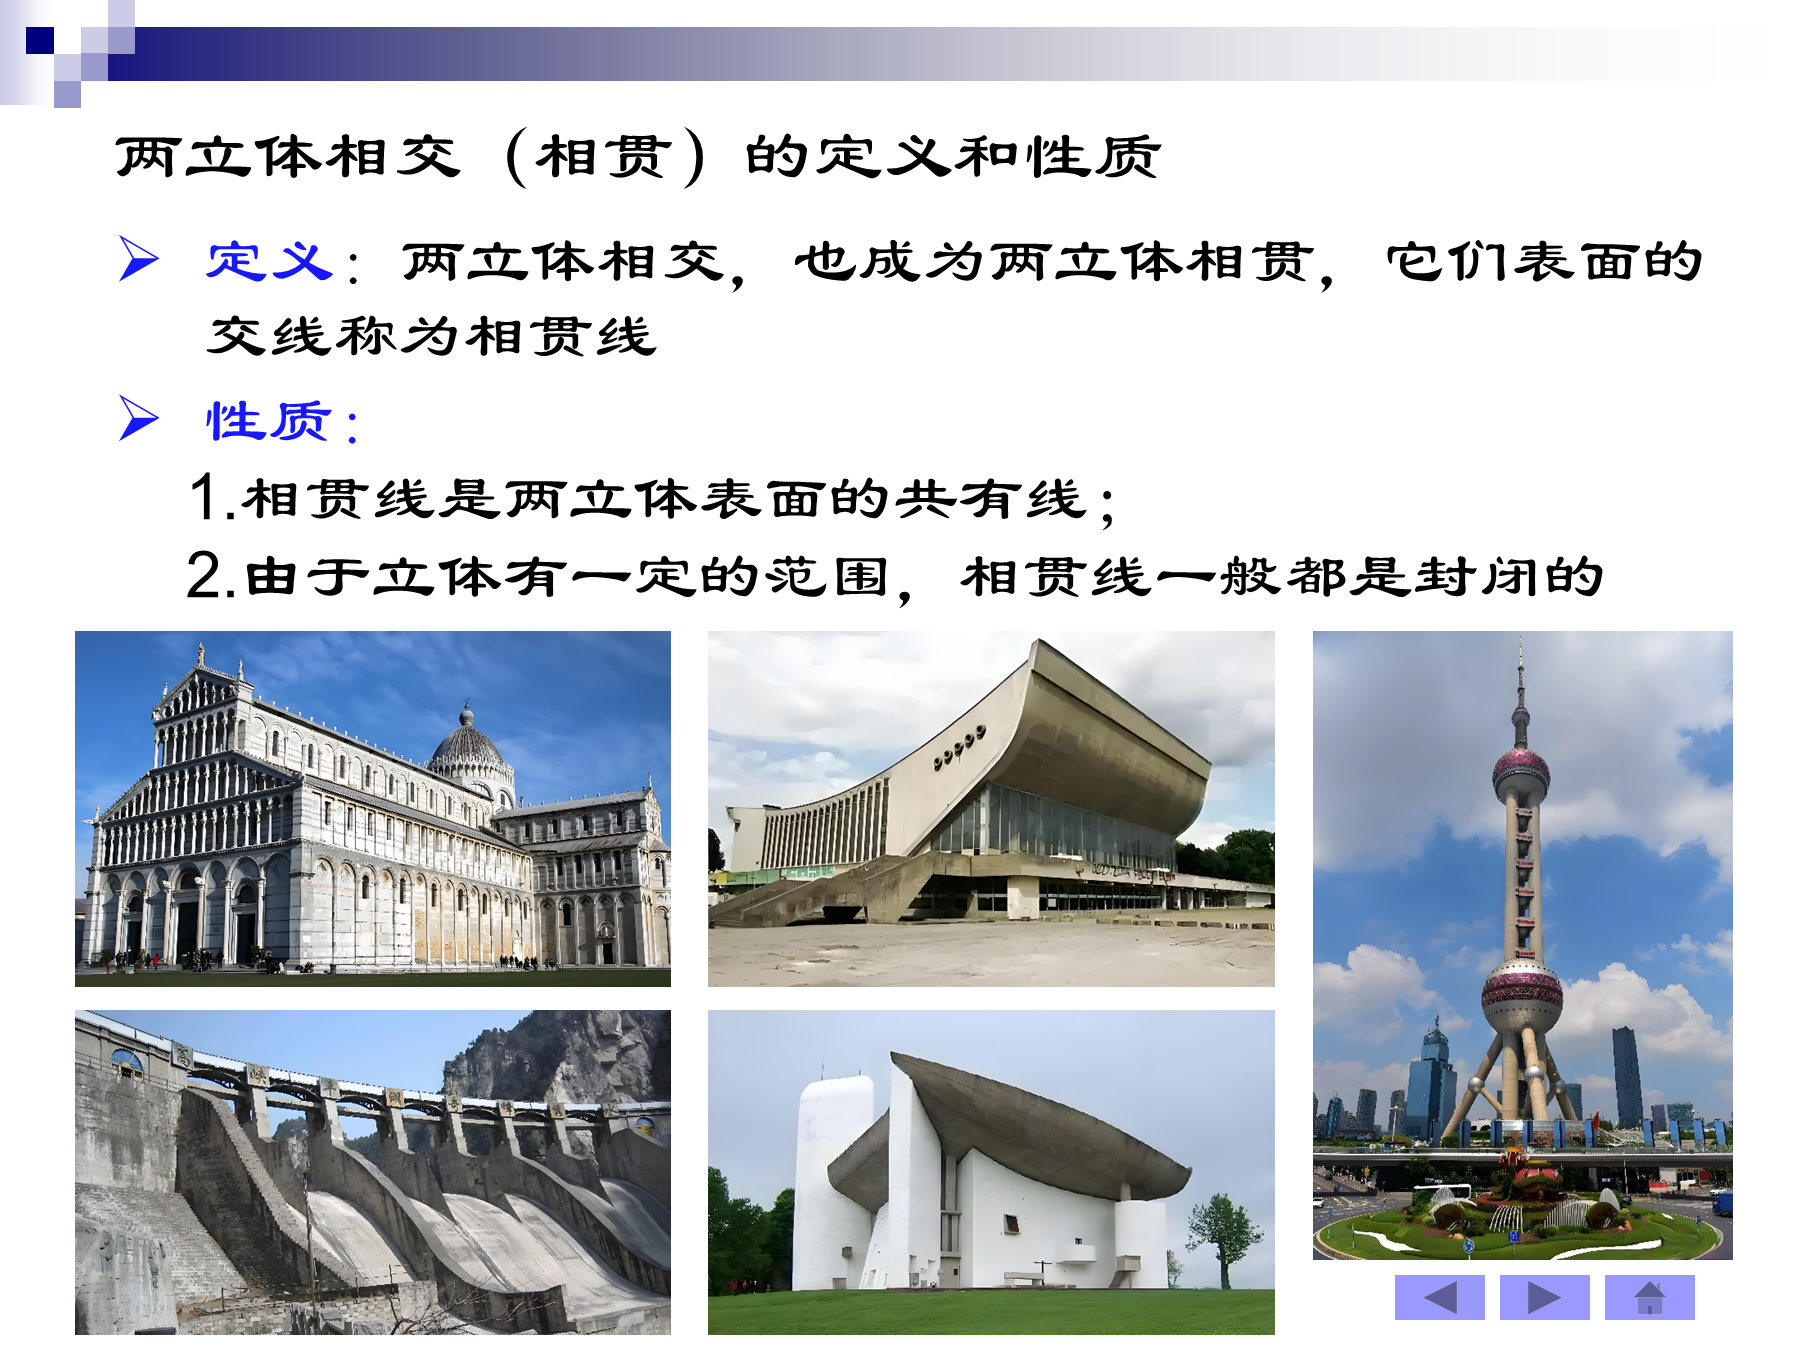 两立体相交（相贯）的定义和性质
定义：两立体相交，也成为两立体相贯，它们表面的
交线称为相贯线
性质：
1.相贯线是两立体表面的共有线；
2.由于立体有一定的范围，相贯线一般都是封闭的